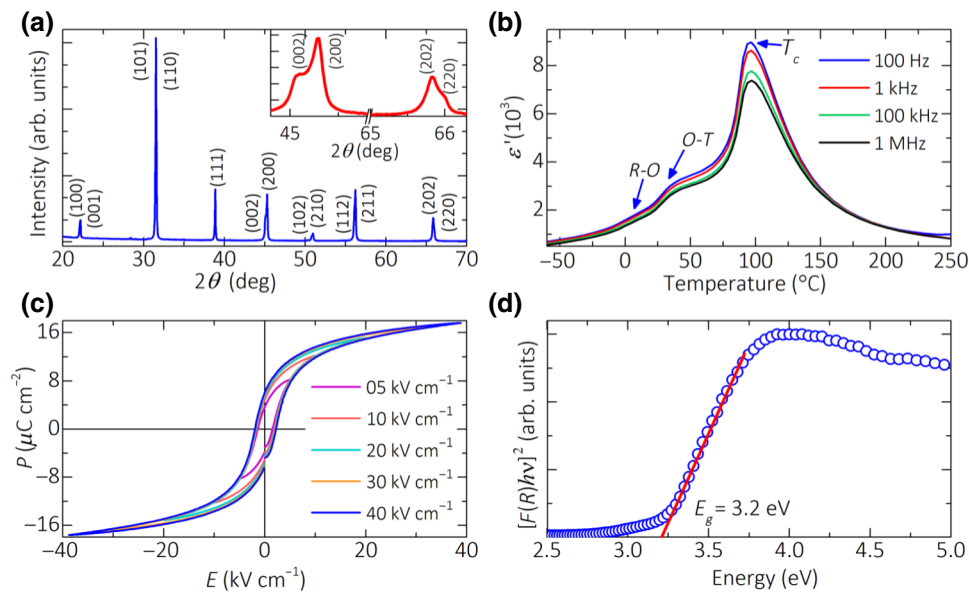 (a)
Intensity (arb. units)
(100)
(001)
(101)
(110)
(111)
(002)
(200)
(102)
(210)
(112)
(211)
(202)
(220)
20 30 40 50 60 70
2θ (deg)
(002)
(200)
(202)
(220)
45 65 66
2θ (deg)
(b)
ε'(10³)
8
6
4
2
R-O
O-T
T_c
100 Hz
1 kHz
100 kHz
1 MHz
−50 0 50 100 150 200 250
Temperature (°C)
(c)
P (μC cm⁻²)
16
8
0
−8
−16
05 kV cm⁻¹
10 kV cm⁻¹
20 kV cm⁻¹
30 kV cm⁻¹
40 kV cm⁻¹
−40 −20 0 20 40
E (kV cm⁻¹)
(d)
[F(R)hν]² (arb. units)
E_g = 3.2 eV
2.5 3.0 3.5 4.0 4.5 5.0
Energy (eV)